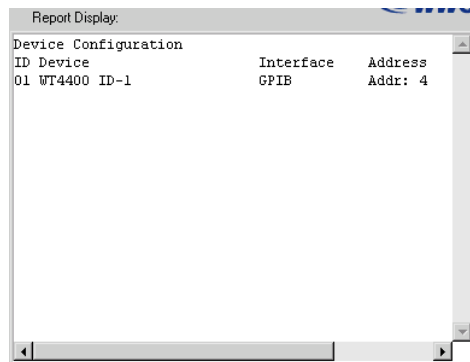 Report Display:
Device Configuration
ID Device Interface Address
01 WT4400 ID-1 GPIB Addr: 4